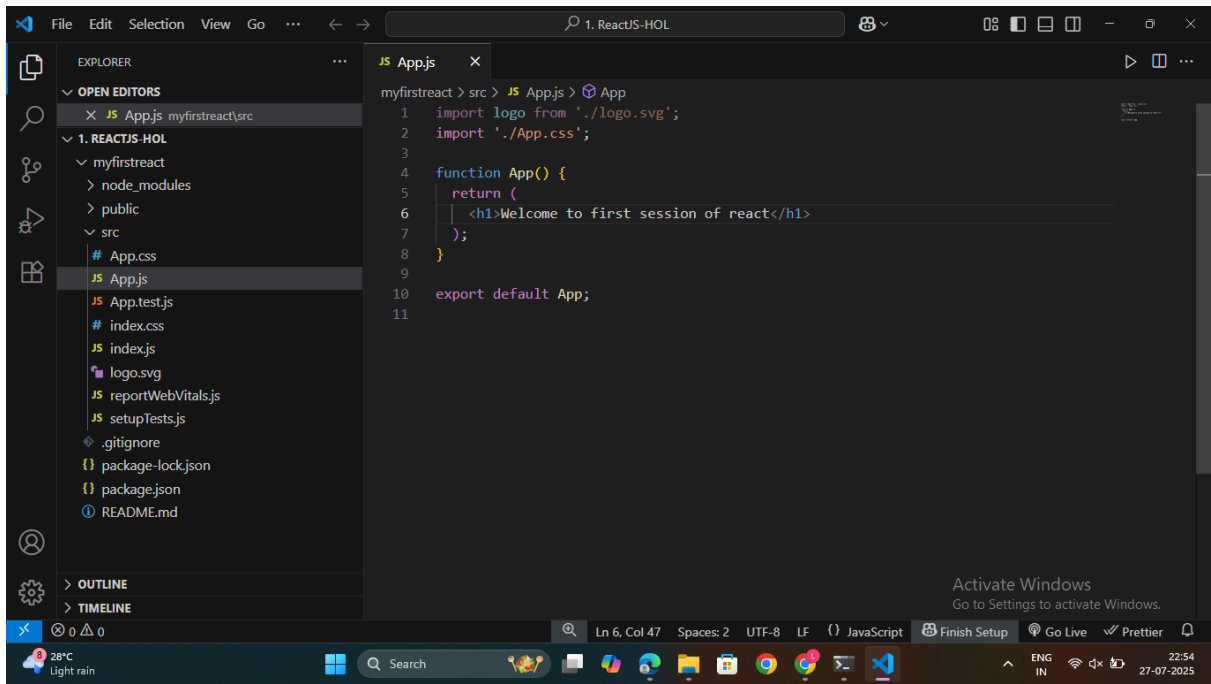 File Edit Selection View Go ··· 1. ReactJS-HOL
EXPLORER ···
OPEN EDITORS
JS App.js myfirstreact\src
1. REACTJS-HOL
myfirstreact
node_modules
public
src
# App.css
JS App.js
JS App.test.js
# index.css
JS index.js
logo.svg
JS reportWebVitals.js
JS setupTests.js
.gitignore
{} package-lock.json
{} package.json
README.md
OUTLINE
TIMELINE
JS App.js
myfirstreact > src > JS App.js > App
1 import logo from './logo.svg';
2 import './App.css';
3
4 function App() {
5 return (
6 <h1>Welcome to first session of react</h1>
7 );
8 }
9
10 export default App;
11
Activate Windows
Go to Settings to activate Windows.
0 0 Ln 6, Col 47 Spaces: 2 UTF-8 LF {} JavaScript Finish Setup Go Live Prettier
8
28°C
Light rain
Search
ENG
IN
22:54
27-07-2025